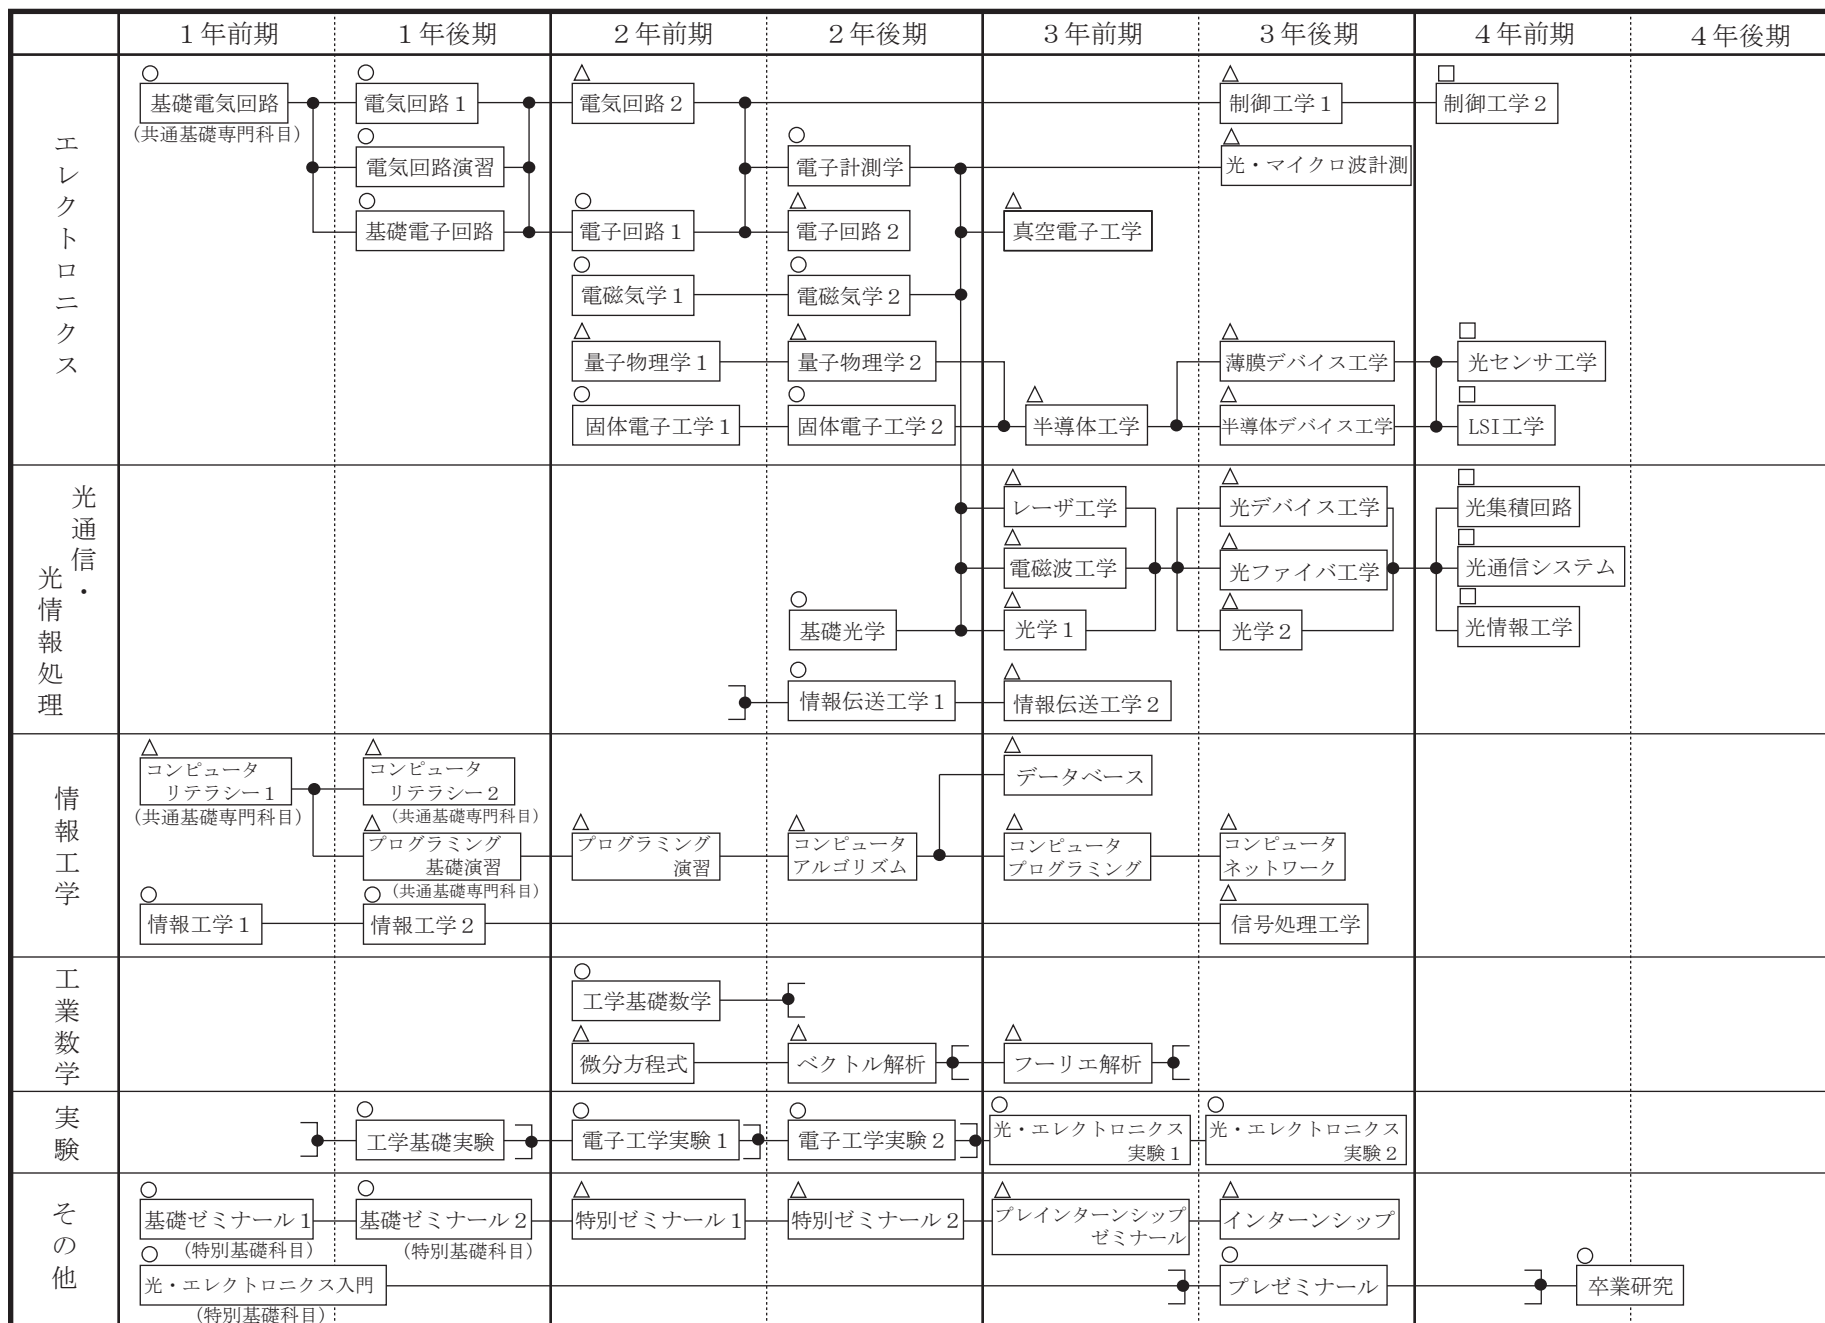 1年前期 1年後期 2年前期 2年後期 3年前期 3年後期 4年前期 4年後期
エレクトロニクス
○ ○ △ △ □
基礎電気回路 電気回路1 電気回路2 制御工学1 制御工学2
(共通基礎専門科目)
○ ○ △
電気回路演習 電子計測学 光・マイクロ波計測
○ ○ △ △
基礎電子回路 電子回路1 電子回路2 真空電子工学
○ ○
電磁気学1 電磁気学2
△ △ △ □
量子物理学1 量子物理学2 薄膜デバイス工学 光センサ工学
○ ○ △ △ □
固体電子工学1 固体電子工学2 半導体工学 半導体デバイス工学 LSI工学
光通信・
光情報処理
△ △ □
レーザ工学 光デバイス工学 光集積回路
△ △ □
電磁波工学 光ファイバ工学 光通信システム
○ △ △ □
基礎光学 光学1 光学2 光情報工学
○ △
情報伝送工学1 情報伝送工学2
情報工学
△ △ △
コンピュータ コンピュータ データベース
リテラシー1 リテラシー2
(共通基礎専門科目) (共通基礎専門科目)
△ △ △ △ △
プログラミング プログラミング コンピュータ コンピュータ コンピュータ
基礎演習 演習 アルゴリズム プログラミング ネットワーク
(共通基礎専門科目)
○ ○ △
情報工学1 情報工学2 信号処理工学
工業数学
○
工学基礎数学
△ △ △
微分方程式 ベクトル解析 フーリエ解析
実験
○ ○ ○ ○ ○
工学基礎実験 電子工学実験1 電子工学実験2 光・エレクトロニクス 光・エレクトロニクス
実験1 実験2
その他
○ ○ △ △ △ △
基礎ゼミナール1 基礎ゼミナール2 特別ゼミナール1 特別ゼミナール2 プレインターンシップ インターンシップ
ゼミナール
(特別基礎科目) (特別基礎科目)
○ ○ ○
光・エレクトロニクス入門 プレゼミナール 卒業研究
(特別基礎科目)